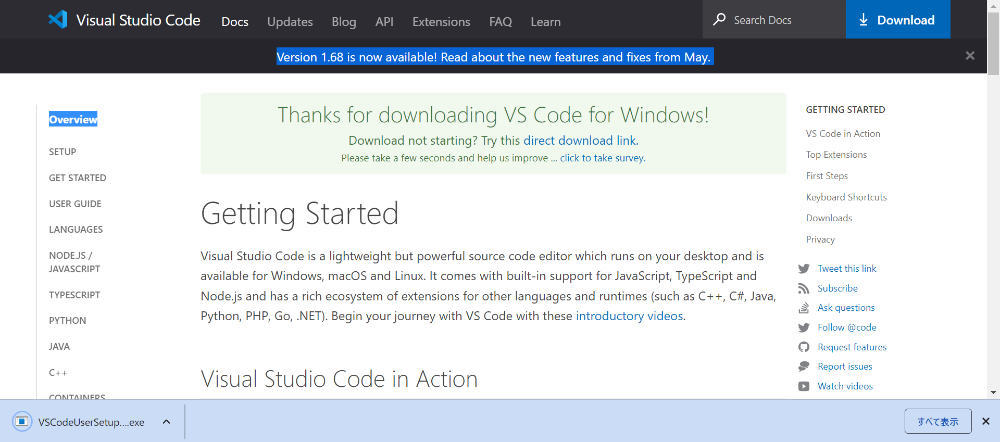 Visual Studio Code
Docs
Updates
Blog
API
Extensions
FAQ
Learn
Search Docs
Download
Version 1.68 is now available! Read about the new features and fixes from May.
Overview
SETUP
GET STARTED
USER GUIDE
LANGUAGES
NODE.JS /
JAVASCRIPT
TYPESCRIPT
PYTHON
JAVA
C++
CONTAINERS
Thanks for downloading VS Code for Windows!
Download not starting? Try this direct download link.
Please take a few seconds and help us improve ... click to take survey.
Getting Started
Visual Studio Code is a lightweight but powerful source code editor which runs on your desktop and is
available for Windows, macOS and Linux. It comes with built-in support for JavaScript, TypeScript and
Node.js and has a rich ecosystem of extensions for other languages and runtimes (such as C++, C#, Java,
Python, PHP, Go, .NET). Begin your journey with VS Code with these introductory videos.
Visual Studio Code in Action
GETTING STARTED
VS Code in Action
Top Extensions
First Steps
Keyboard Shortcuts
Downloads
Privacy
Tweet this link
Subscribe
Ask questions
Follow @code
Request features
Report issues
Watch videos
VSCodeUserSetup....exe
すべて表示